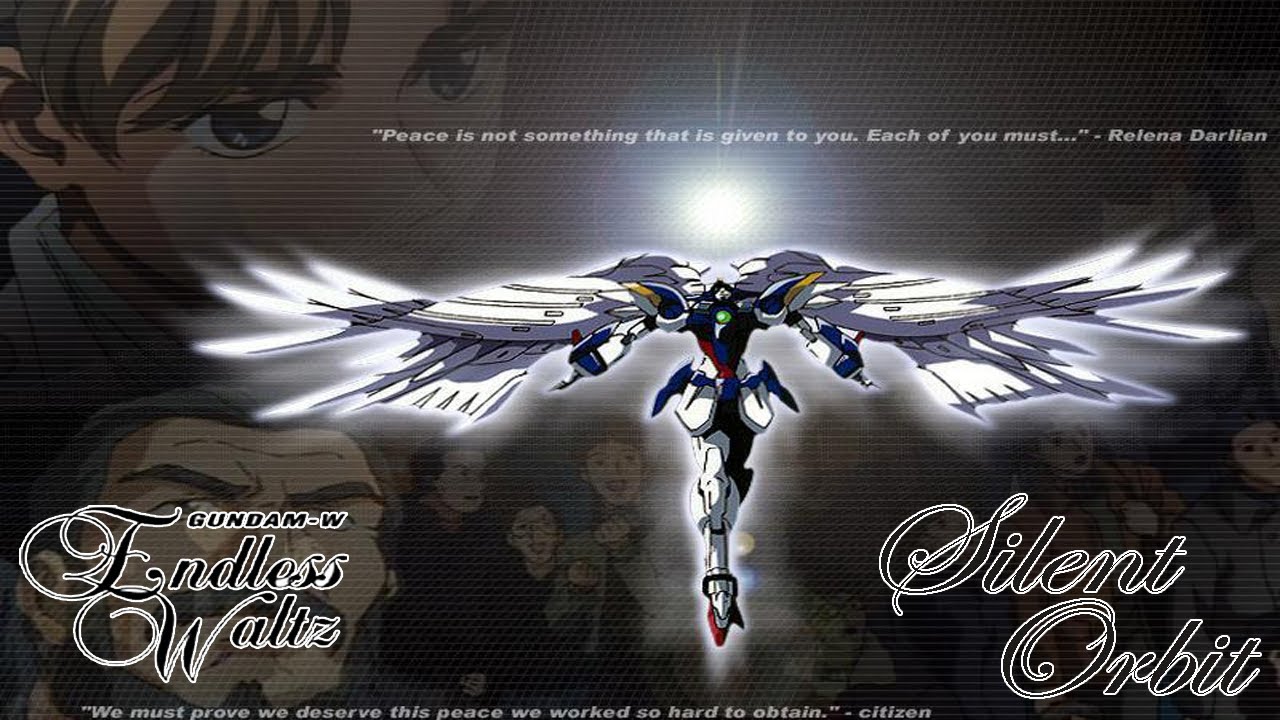 "Peace is not something that is given to you. Each of you must..." - Relena Darlian
GUNDAM-W
Endless
Waltz
Silent
Orbit
"We must prove we deserve this peace we worked so hard to obtain." - citizen